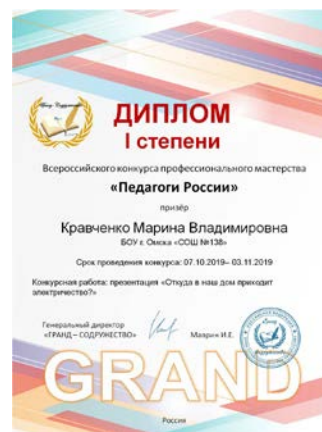 ДИПЛОМ
I степени
Всероссийского конкурса профессионального мастерства
«Педагоги России»
призёр
Кравченко Марина Владимировна
БОУ г. Омска «СОШ №138»
Срок проведения конкурса: 07.10.2019– 03.11.2019
Конкурсная работа: презентация «Откуда в наш дом приходит
электричество?»
Генеральный директор
«ГРАНД – СОДРУЖЕСТВО»
Маврин И.Е.
GRAND
Россия